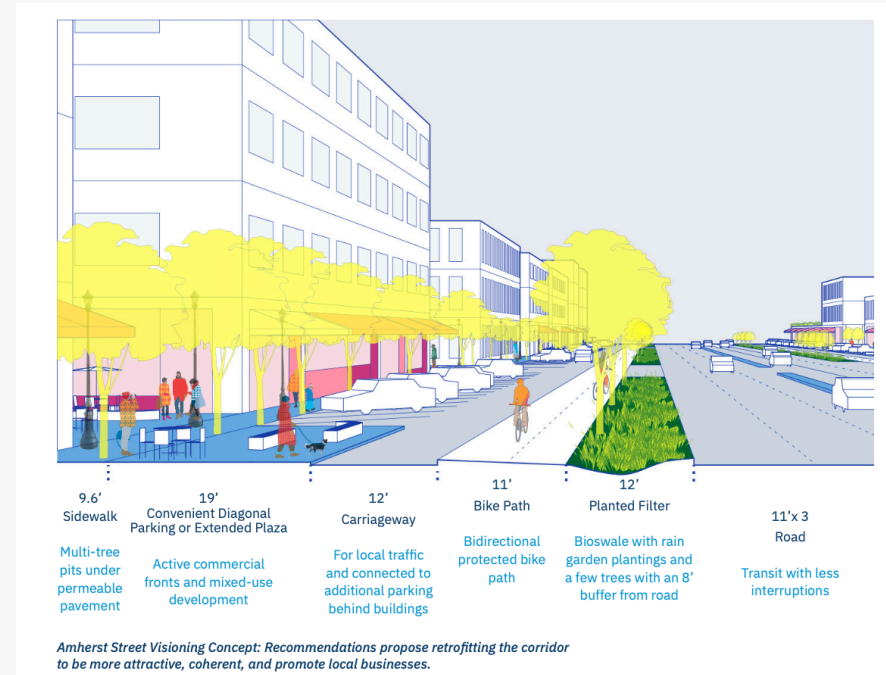 9.6’
Sidewalk
Multi-tree
pits under
permeable
pavement
19’
Convenient Diagonal
Parking or Extended Plaza
Active commercial
fronts and mixed-use
development
12’
Carriageway
For local traffic
and connected to
additional parking
behind buildings
11’
Bike Path
Bidirectional
protected bike
path
12’
Planted Filter
Bioswale with rain
garden plantings and
a few trees with an 8’
buffer from road
11’x 3
Road
Transit with less
interruptions
Amherst Street Visioning Concept: Recommendations propose retrofitting the corridor
to be more attractive, coherent, and promote local businesses.